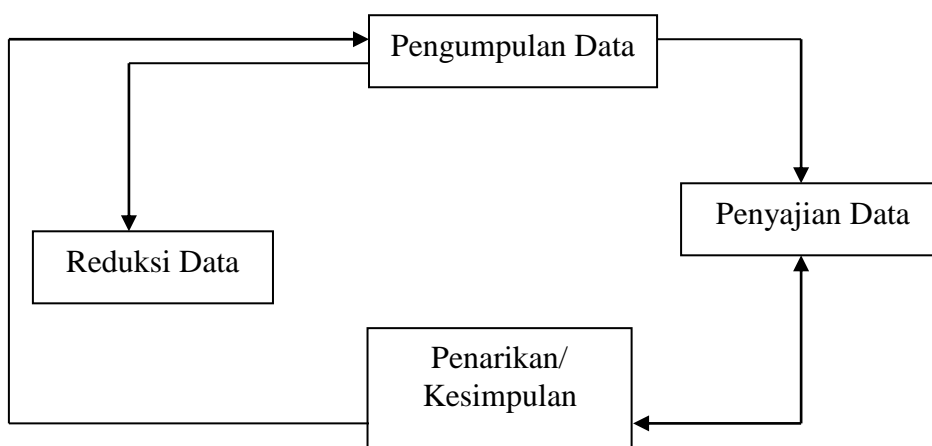 Pengumpulan Data
Penyajian Data
Reduksi Data
Penarikan/
Kesimpulan